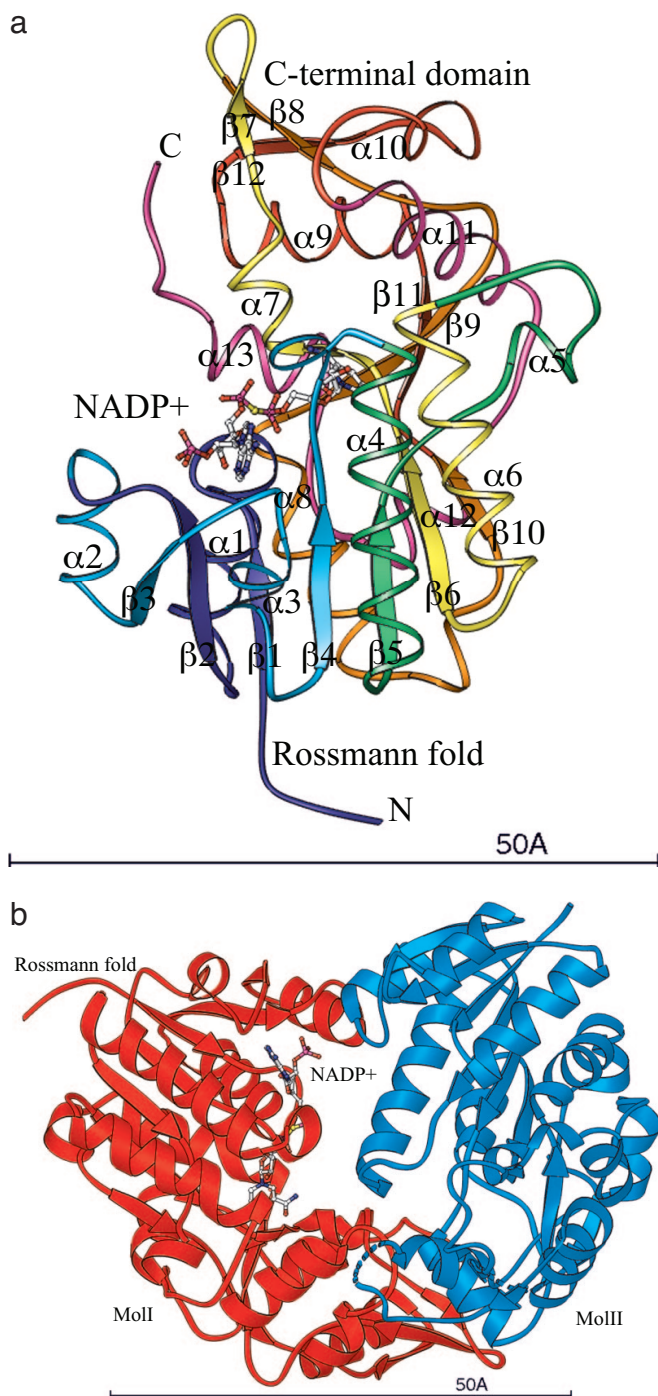 a
C-terminal domain
β8
β7
C
α10
β12
α9
α11
α7
β11
β9
α13
α5
NADP+
α4
α8
α6
α12
β10
α1
α2
α3
β3
β6
β2
β1
β4
β5
Rossmann fold
N
50A
b
Rossmann fold
NADP+
MolI
MolII
50A